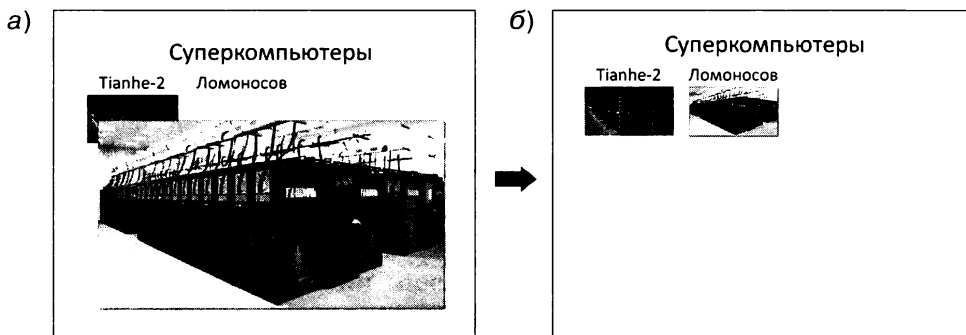 а)
Суперкомпьютеры
Tianhe-2 Ломоносов
б)
Суперкомпьютеры
Tianhe-2 Ломоносов